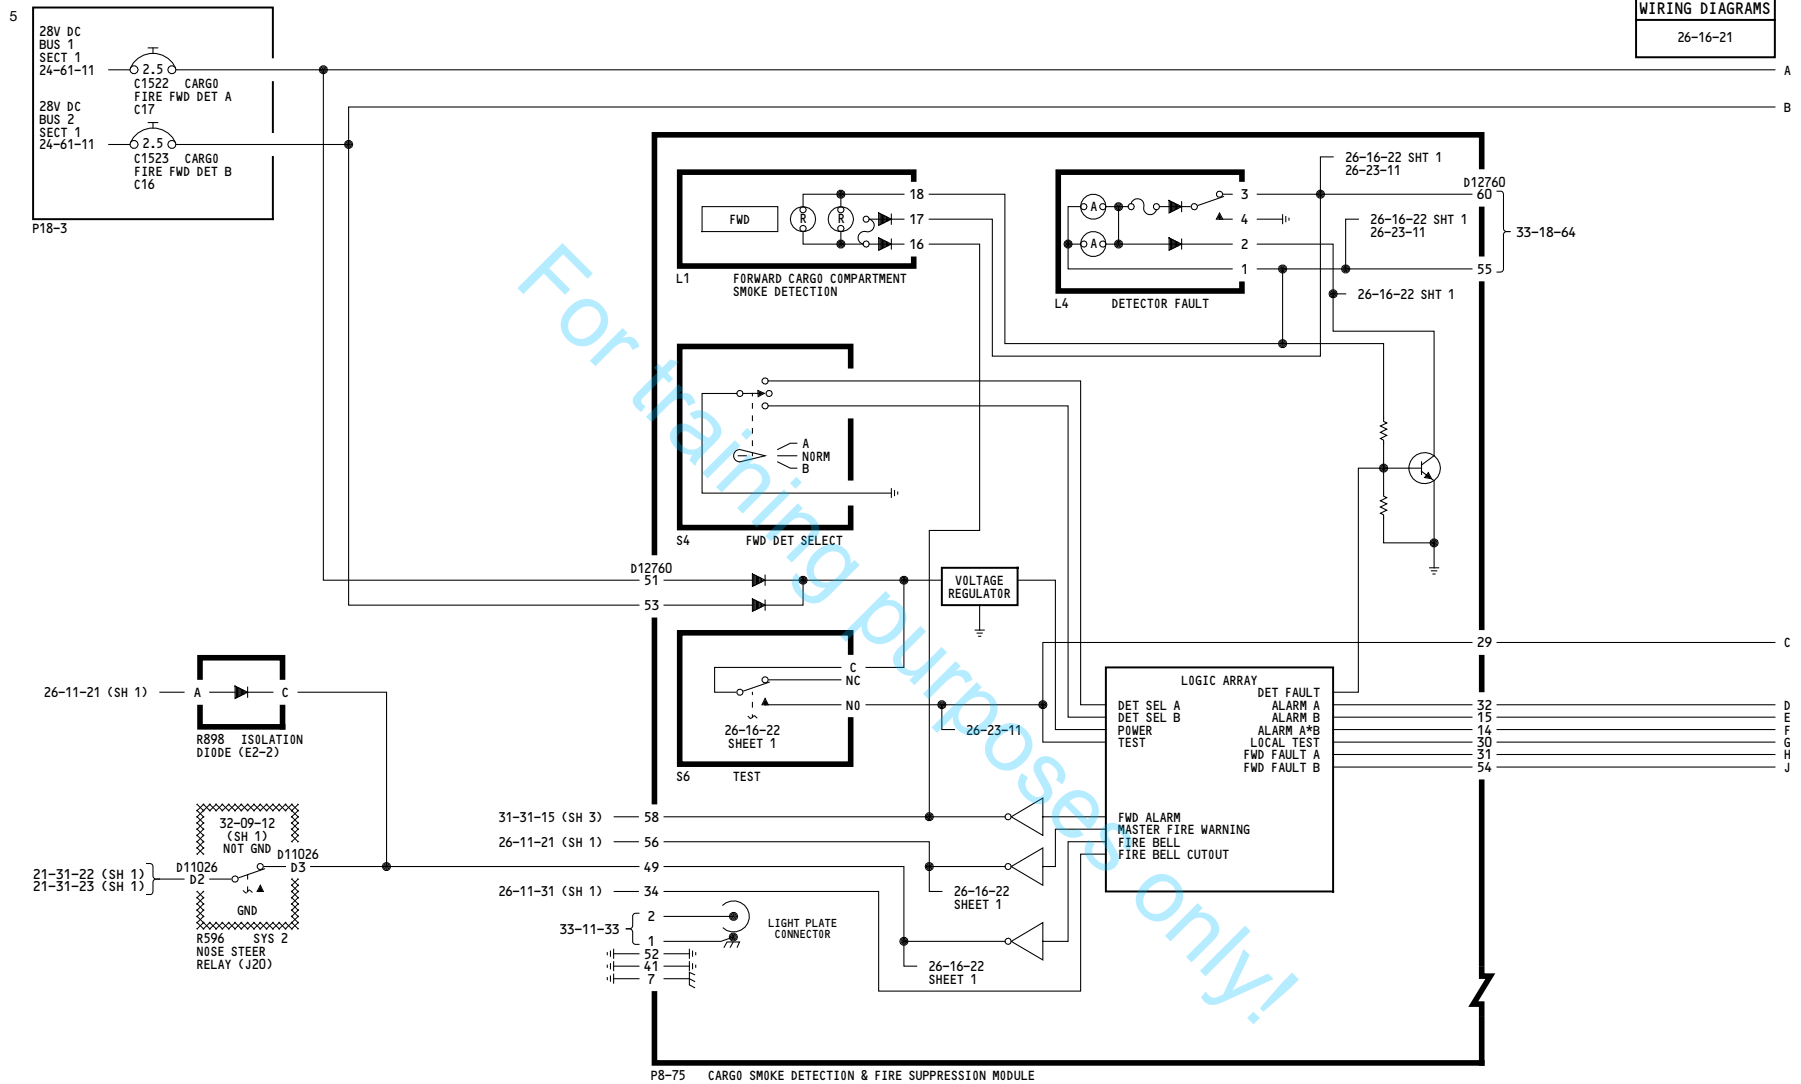 5
WIRING DIAGRAMS
26-16-21
28V DC
BUS 1
SECT 1
24-61-11
2.5
C1522 CARGO
FIRE FWD DET A
C17
28V DC
BUS 2
SECT 1
24-61-11
2.5
C1523 CARGO
FIRE FWD DET B
C16
P18-3
A
B
FWD
R
R
18
17
16
L1
FORWARD CARGO COMPARTMENT
SMOKE DETECTION
A
A
3
4
2
1
L4
DETECTOR FAULT
26-16-22 SHT 1
26-23-11
D12760
60
26-16-22 SHT 1
26-23-11
33-18-64
55
26-16-22 SHT 1
A
NORM
B
S4
FWD DET SELECT
D12760
51
53
VOLTAGE
REGULATOR
C
NC
NO
26-16-22
SHEET 1
S6
TEST
26-23-11
29
C
LOGIC ARRAY
DET SEL A
DET SEL B
POWER
TEST
DET FAULT
ALARM A
ALARM B
ALARM A*B
LOCAL TEST
FWD FAULT A
FWD FAULT B
32
15
14
30
31
54
D
E
F
G
H
J
FWD ALARM
MASTER FIRE WARNING
FIRE BELL
FIRE BELL CUTOUT
26-11-21 (SH 1)
A
C
R898 ISOLATION
DIODE (E2-2)
32-09-12
(SH 1)
NOT GND
D11026
D3
D11026
D2
21-31-22 (SH 1)
21-31-23 (SH 1)
GND
R596 SYS 2
NOSE STEER
RELAY (J20)
31-31-15 (SH 3)
58
26-11-21 (SH 1)
56
49
26-11-31 (SH 1)
34
33-11-33
2
1
52
41
7
LIGHT PLATE
CONNECTOR
26-16-22
SHEET 1
26-16-22
SHEET 1
P8-75 CARGO SMOKE DETECTION & FIRE SUPPRESSION MODULE
For training purposes only!